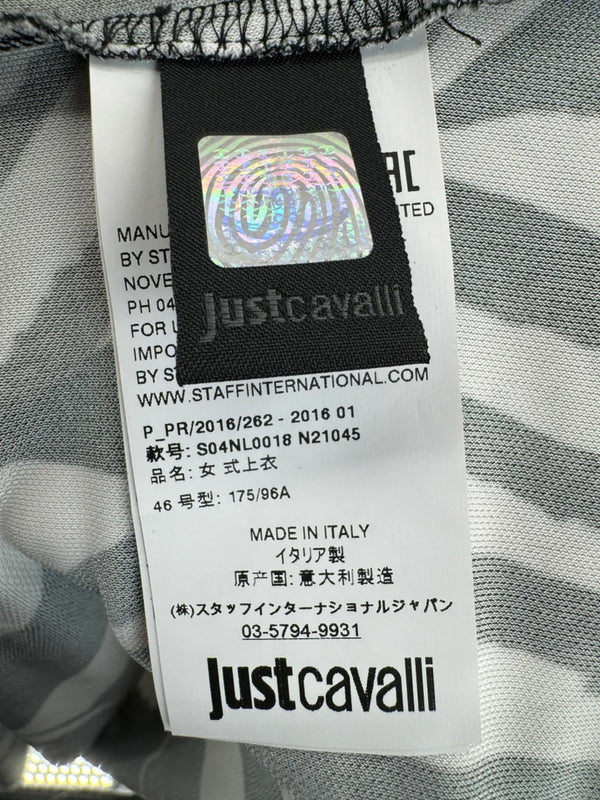 AC
TED
MANU
BY ST
NOVE
PH 04
FOR U
IMPO
BY S
justcavalli
WWW.STAFFINTERNATIONAL.COM
P_PR/2016/262 - 2016 01
款号: S04NL0018 N21045
品名: 女 式上衣
46 号型: 175/96A
MADE IN ITALY
イタリア製
原产国: 意大利製造
(株)スタッフインターナショナルジャパン
03-5794-9931
justcavalli